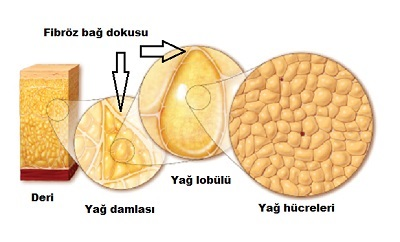 Fibröz bağ dokusu
Deri
Yağ damlası
Yağ lobülü
Yağ hücreleri